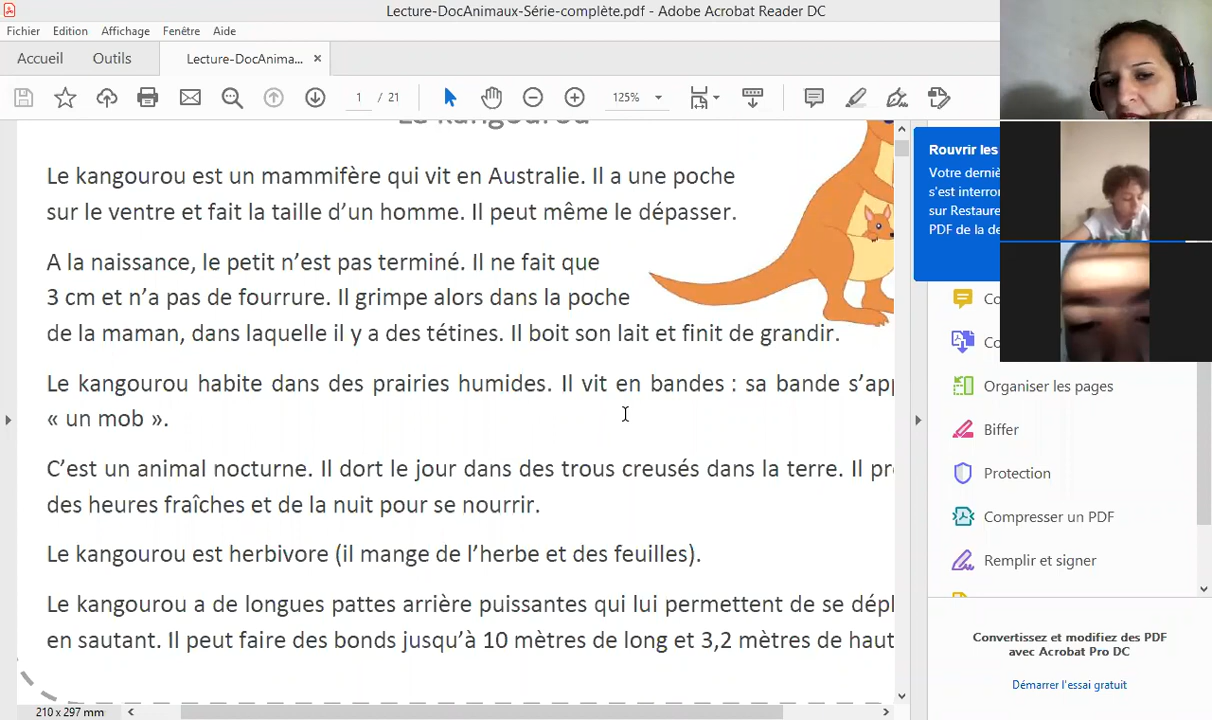 Lecture-DocAnimaux-Série-complète.pdf - Adobe Acrobat Reader DC
Fichier Edition Affichage Fenêtre Aide
Accueil Outils Lecture-DocAnima... ×
1 / 21 125%
Le kangourou
Le kangourou est un mammifère qui vit en Australie. Il a une poche
sur le ventre et fait la taille d'un homme. Il peut même le dépasser.
A la naissance, le petit n'est pas terminé. Il ne fait que
3 cm et n'a pas de fourrure. Il grimpe alors dans la poche
de la maman, dans laquelle il y a des tétines. Il boit son lait et finit de grandir.
Le kangourou habite dans des prairies humides. Il vit en bandes : sa bande s'app
« un mob ».
C'est un animal nocturne. Il dort le jour dans des trous creusés dans la terre. Il pr
des heures fraîches et de la nuit pour se nourrir.
Le kangourou est herbivore (il mange de l'herbe et des feuilles).
Le kangourou a de longues pattes arrière puissantes qui lui permettent de se dépl
en sautant. Il peut faire des bonds jusqu'à 10 mètres de long et 3,2 mètres de haut
210 x 297 mm
Rouvrir les
Votre derniè
s'est interro
sur Restaure
PDF de la de
Co
Co
Organiser les pages
Biffer
Protection
Compresser un PDF
Remplir et signer
Convertissez et modifiez des PDF
avec Acrobat Pro DC
Démarrer l'essai gratuit